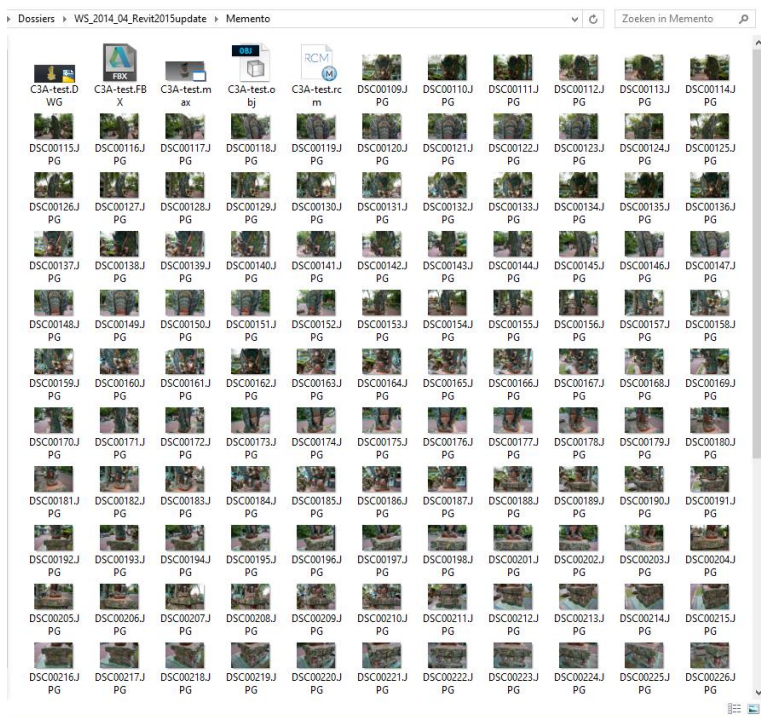 Dossiers WS_2014_04_Revit2015update Memento Zoeken in Memento
FBX OBJ RCM M
C3A-test.D C3A-test.FB C3A-test.m C3A-test.o C3A-test.rc DSC00109.J DSC00110.J DSC00111.J DSC00112.J DSC00113.J DSC00114.J
WG X ax bj m PG PG PG PG PG PG
DSC00115.J DSC00116.J DSC00117.J DSC00118.J DSC00119.J DSC00120.J DSC00121.J DSC00122.J DSC00123.J DSC00124.J DSC00125.J
PG PG PG PG PG PG PG PG PG PG PG
DSC00126.J DSC00127.J DSC00128.J DSC00129.J DSC00130.J DSC00131.J DSC00132.J DSC00133.J DSC00134.J DSC00135.J DSC00136.J
PG PG PG PG PG PG PG PG PG PG PG
DSC00137.J DSC00138.J DSC00139.J DSC00140.J DSC00141.J DSC00142.J DSC00143.J DSC00144.J DSC00145.J DSC00146.J DSC00147.J
PG PG PG PG PG PG PG PG PG PG PG
DSC00148.J DSC00149.J DSC00150.J DSC00151.J DSC00152.J DSC00153.J DSC00154.J DSC00155.J DSC00156.J DSC00157.J DSC00158.J
PG PG PG PG PG PG PG PG PG PG PG
DSC00159.J DSC00160.J DSC00161.J DSC00162.J DSC00163.J DSC00164.J DSC00165.J DSC00166.J DSC00167.J DSC00168.J DSC00169.J
PG PG PG PG PG PG PG PG PG PG PG
DSC00170.J DSC00171.J DSC00172.J DSC00173.J DSC00174.J DSC00175.J DSC00176.J DSC00177.J DSC00178.J DSC00179.J DSC00180.J
PG PG PG PG PG PG PG PG PG PG PG
DSC00181.J DSC00182.J DSC00183.J DSC00184.J DSC00185.J DSC00186.J DSC00187.J DSC00188.J DSC00189.J DSC00190.J DSC00191.J
PG PG PG PG PG PG PG PG PG PG PG
DSC00192.J DSC00193.J DSC00194.J DSC00195.J DSC00196.J DSC00197.J DSC00198.J DSC00201.J DSC00202.J DSC00203.J DSC00204.J
PG PG PG PG PG PG PG PG PG PG PG
DSC00205.J DSC00206.J DSC00207.J DSC00208.J DSC00209.J DSC00210.J DSC00211.J DSC00212.J DSC00213.J DSC00214.J DSC00215.J
PG PG PG PG PG PG PG PG PG PG PG
DSC00216.J DSC00217.J DSC00218.J DSC00219.J DSC00220.J DSC00221.J DSC00222.J DSC00223.J DSC00224.J DSC00225.J DSC00226.J
PG PG PG PG PG PG PG PG PG PG PG